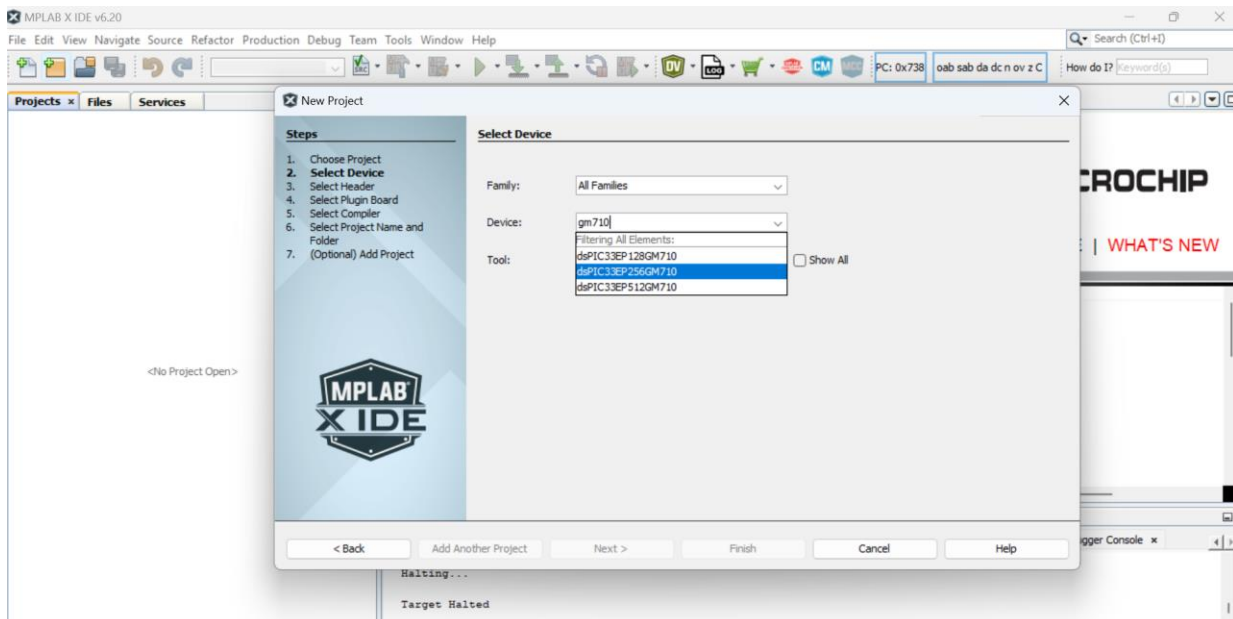 MPLAB X IDE v6.20
File Edit View Navigate Source Refactor Production Debug Team Tools Window Help
Search (Ctrl+I)
PC: 0x738
oab sab da dc n ov z C
How do I? Keyword(s)
Projects Files Services
New Project
Steps
1. Choose Project
2. Select Device
3. Select Header
4. Select Plugin Board
5. Select Compiler
6. Select Project Name and
Folder
7. (Optional) Add Project
MPLAB
X IDE
Select Device
Family: All Families
Device: gm710
Filtering All Elements:
dsPIC33EP128GM710
dsPIC33EP256GM710
dsPIC33EP512GM710
Tool: Show All
< Back Add Another Project Next > Finish Cancel Help
<No Project Open>
CROCHIP
| WHAT'S NEW
gger Console
Halting...
Target Halted